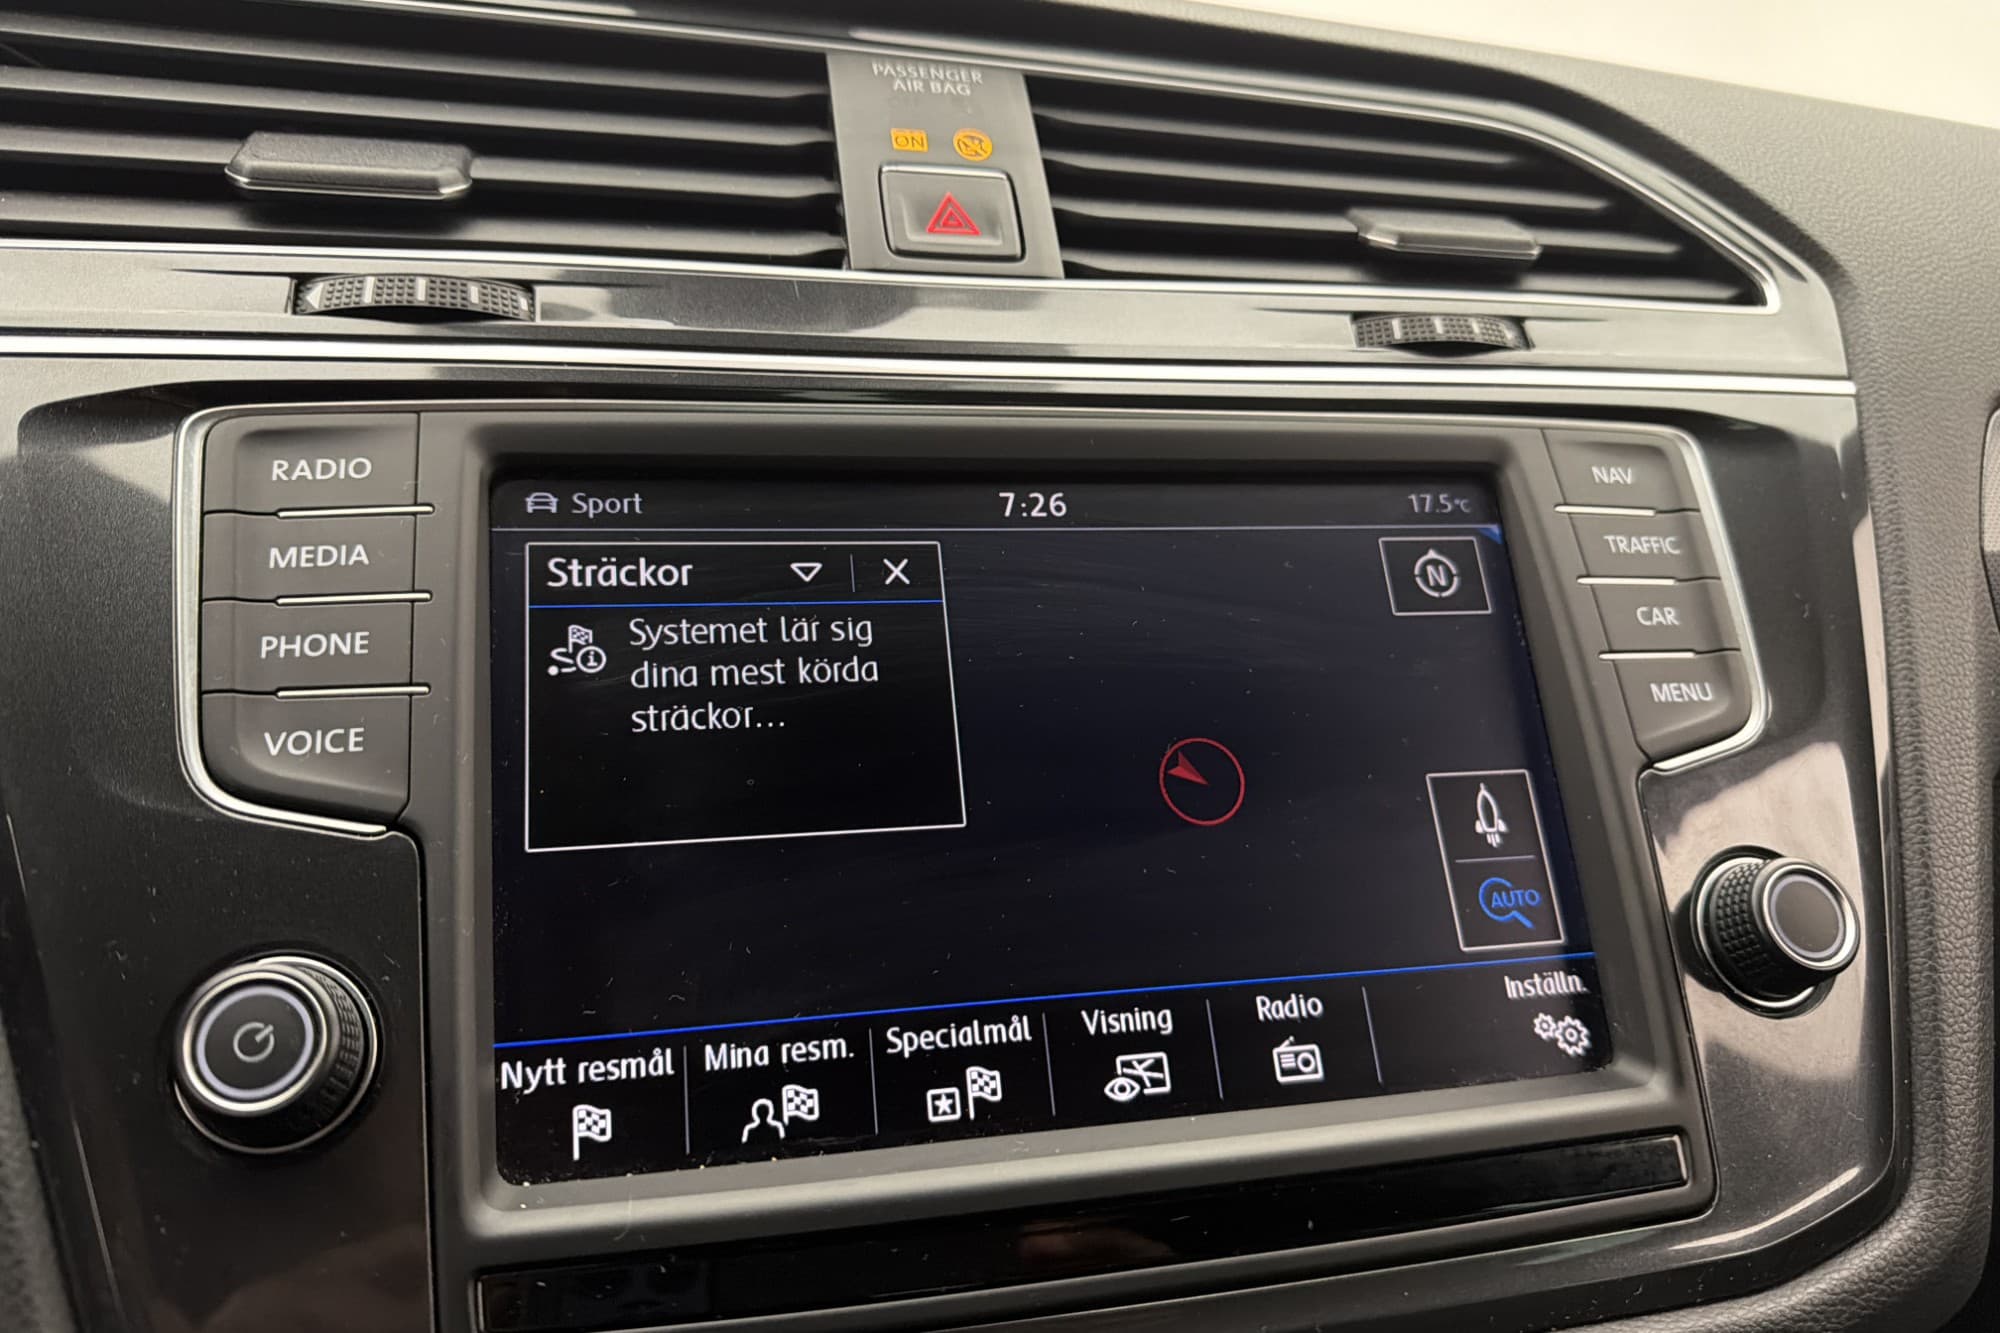 PASSENGER
AIR BAG
ON
RADIO
MEDIA
PHONE
VOICE
NAV
TRAFFIC
CAR
MENU
Sport
7:26
17.5°C
Sträckor
Systemet lär sig
dina mest körda
sträckor...
N
AUTO
Nytt resmål
Mina resm.
Specialmål
Visning
Radio
Inställn.